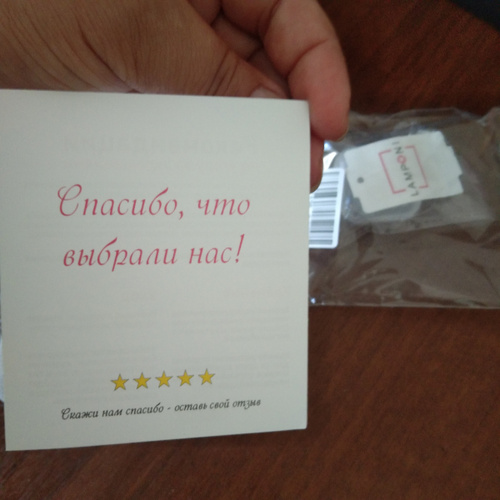 Спасибо, что
выбрали нас!
Скажи нам спасибо - оставь свой отзыв
LAMPONI